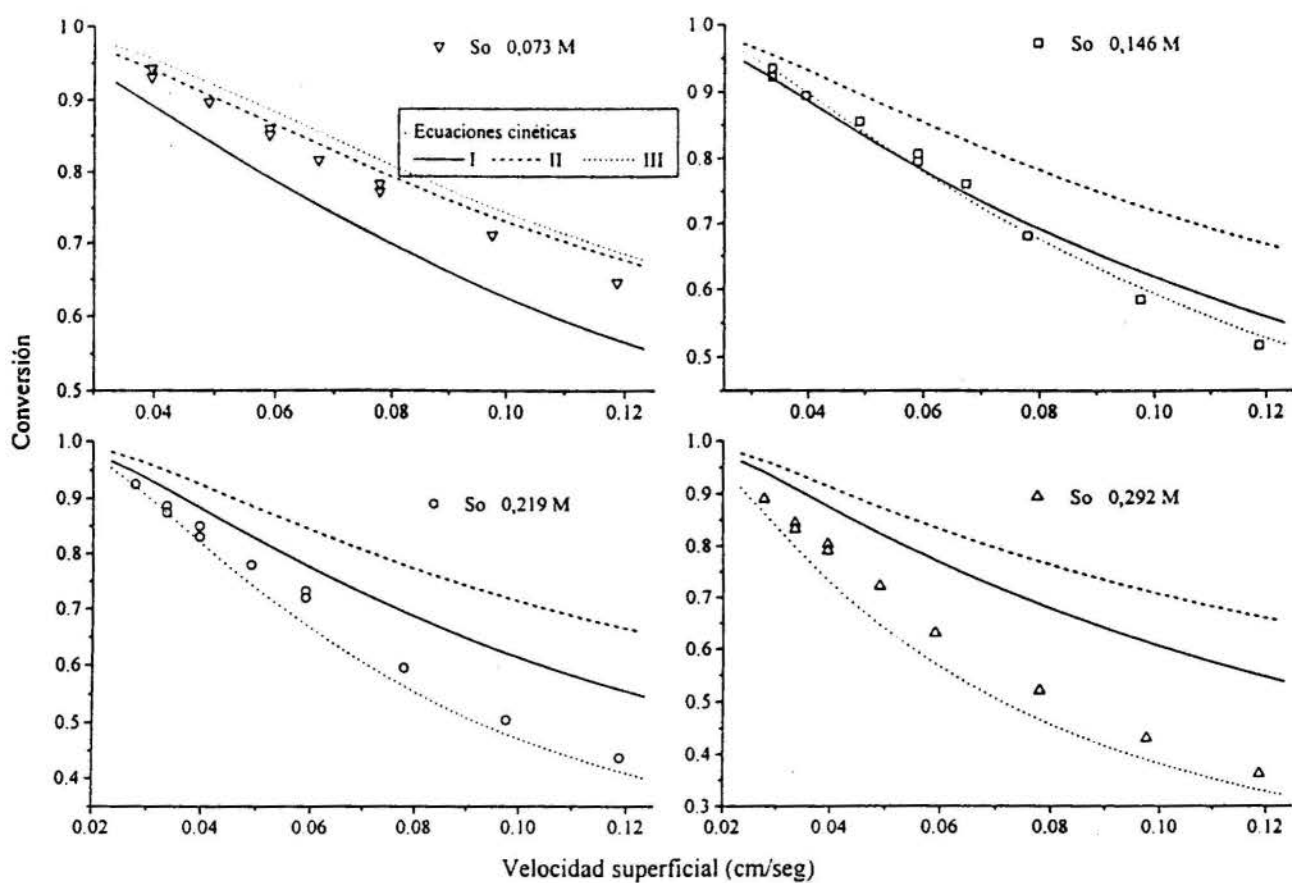 1.0
0.9
0.8
0.7
0.6
0.5
0.04 0.06 0.08 0.10 0.12
So 0,073 M
Ecuaciones cinéticas
I II III
1.0
0.9
0.8
0.7
0.6
0.5
0.04 0.06 0.08 0.10 0.12
So 0,146 M
Conversión
1.0
0.9
0.8
0.7
0.6
0.5
0.4
0.02 0.04 0.06 0.08 0.10 0.12
So 0,219 M
1.0
0.9
0.8
0.7
0.6
0.5
0.4
0.3
0.02 0.04 0.06 0.08 0.10 0.12
So 0,292 M
Velocidad superficial (cm/seg)